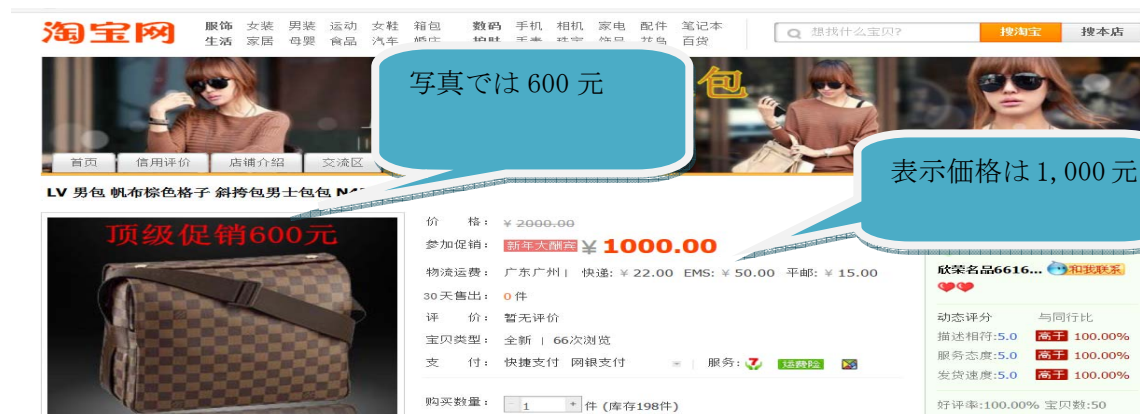 淘宝网
服饰 女装 男装 运动 女鞋 箱包 数码 手机 相机 家电 配件 笔记本
生活 家居 母婴 食品 汽车 百货
想找什么宝贝?
搜淘宝 搜本店
写真では 600 元
包
首页 信用评价 店铺介绍 交流区
表示価格は 1,000 元
LV 男包 帆布棕色格子 斜挎包男士包包
顶级促销600元
价 格: ¥ 2000.00
参加促销: 新年大酬宾 ¥ 1000.00
物流运费: 广东广州 | 快递: ¥ 22.00 EMS: ¥ 50.00 平邮: ¥ 15.00
30天售出: 0 件
评 价: 暂无评价
宝贝类型: 全新 | 66次浏览
支 付: 快捷支付 网银支付 | 服务: 7 运费险
购买数量: - 1 + 件 (库存198件)
欣荣名品6616... 和我联系
动态评分 与同行比
描述相符:5.0 高于 100.00%
服务态度:5.0 高于 100.00%
发货速度:5.0 高于 100.00%
好评率:100.00% 宝贝数:50